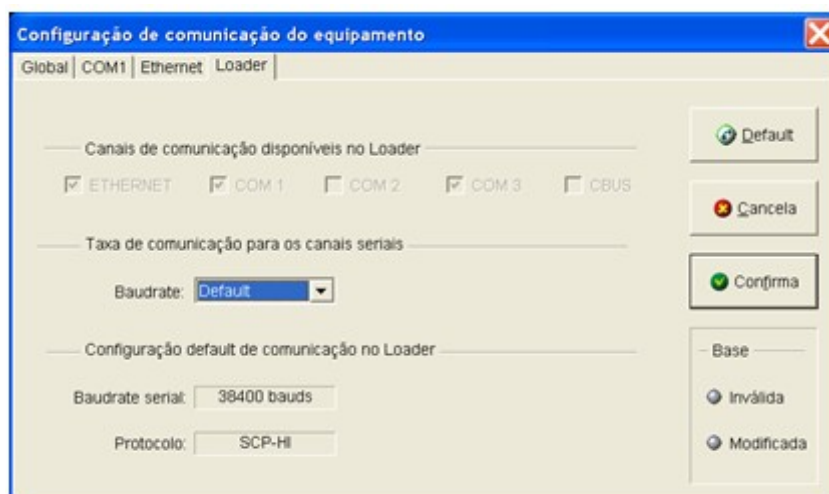 Configuração de comunicação do equipamento
Global COM1 Ethernet Loader
Canais de comunicação disponíveis no Loader
ETHERNET COM 1 COM 2 COM 3 CBUS
Taxa de comunicação para os canais seriais
Baudrate: Default
Configuração default de comunicação no Loader
Baudrate serial: 38400 bauds
Protocolo: SCP-HI
Default
Cancela
Confirma
Base
Inválida
Modificada